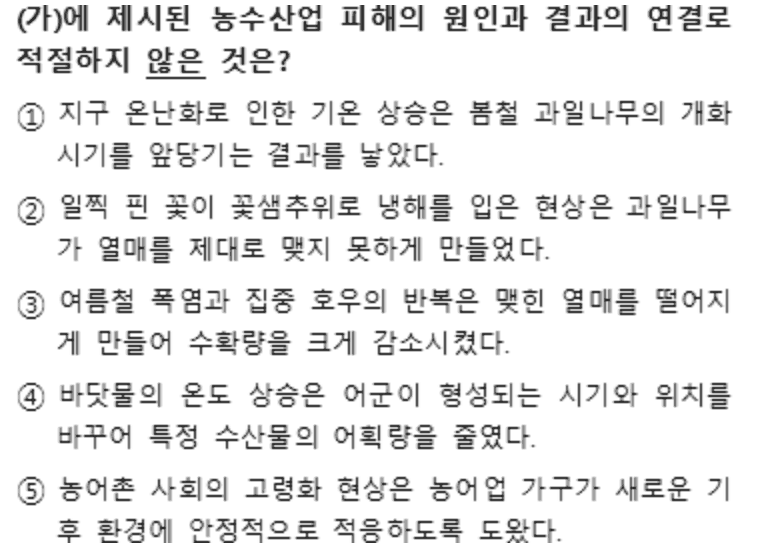 (가)에 제시된 농수산업 피해의 원인과 결과의 연결로
적절하지 않은 것은?
① 지구 온난화로 인한 기온 상승은 봄철 과일나무의 개화
시기를 앞당기는 결과를 낳았다.
② 일찍 핀 꽃이 꽃샘추위로 냉해를 입은 현상은 과일나무
가 열매를 제대로 맺지 못하게 만들었다.
③ 여름철 폭염과 집중 호우의 반복은 맺힌 열매를 떨어지
게 만들어 수확량을 크게 감소시켰다.
④ 바닷물의 온도 상승은 어군이 형성되는 시기와 위치를
바꾸어 특정 수산물의 어획량을 줄였다.
⑤ 농어촌 사회의 고령화 현상은 농어업 가구가 새로운 기
후 환경에 안정적으로 적응하도록 도왔다.